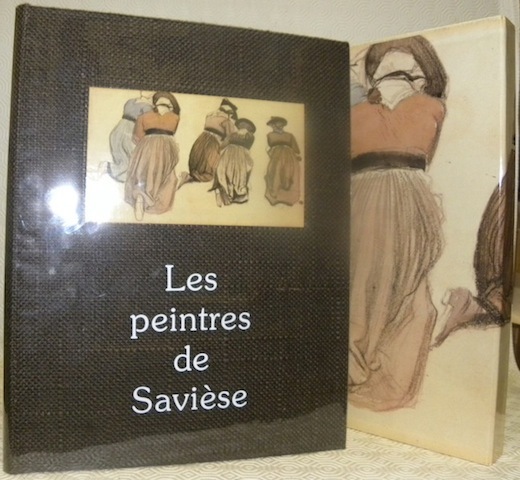 Les
peintres
de
Savièse